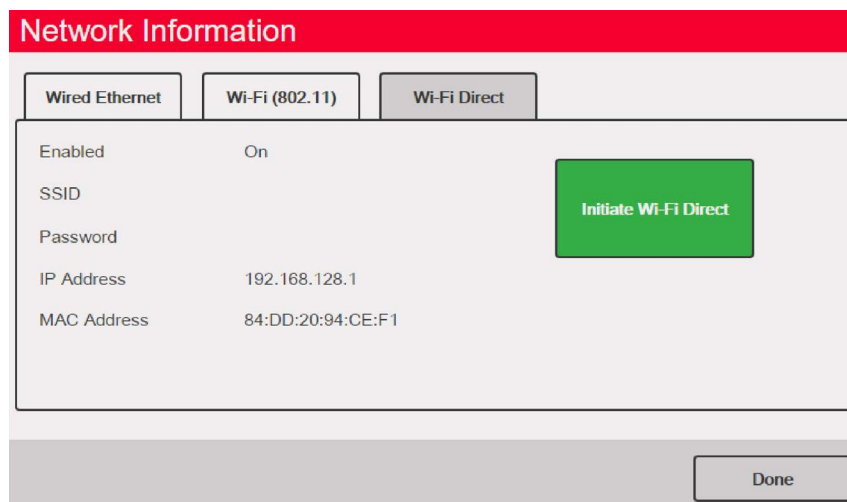 Network Information
Wired Ethernet Wi-Fi (802.11) Wi-Fi Direct
Enabled On
SSID
Initiate Wi-Fi Direct
Password
IP Address 192.168.128.1
MAC Address 84:DD:20:94:CE:F1
Done